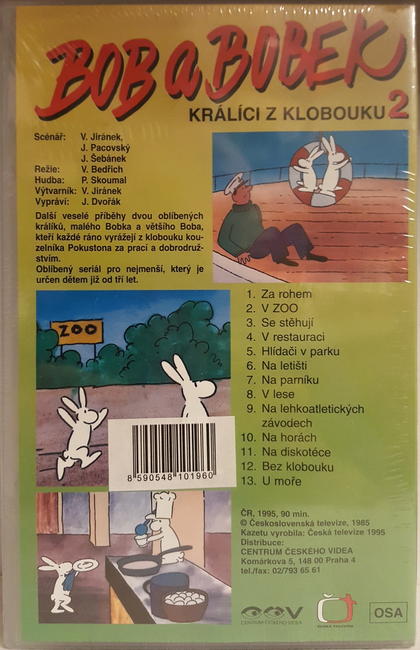 BOB a BOBEK
KRÁLÍCI Z KLOBOUKU 2
Scénář: V. Jiránek,
J. Pacovský
J. Šebánek
Režie: V. Bedřich
Hudba: P. Skoumal
Výtvarník: V. Jiránek
Vypráví: J. Dvořák
Další veselé příběhy dvou oblíbených
králíků, malého Bobka a většího Boba,
kteří každé ráno vyrážejí z klobouku kou-
zelníka Pokustona za prací a dobrodruž-
stvím.
Oblíbený seriál pro nejmenší, který je
určen dětem již od tří let.
ZOO
1. Za rohem
2. V ZOO
3. Se stěhují
4. V restauraci
5. Hlídači v parku
6. Na letišti
7. Na parníku
8. V lese
9. Na lehkoatletických
závodech
10. Na horách
11. Na diskotéce
12. Bez klobouku
13. U moře
8 590548 101960
ČR, 1995, 90 min.
© Československá televize, 1985
Kazetu vyrobila: Česká televize 1995
Distribuce:
CENTRUM ČESKÉHO VIDEA
Komárkova 5, 148 00 Praha 4
tel./fax: 02/793 65 61
CENTRUM ČESKÉHO VIDEA
ČESKÁ TELEVIZE
OSA